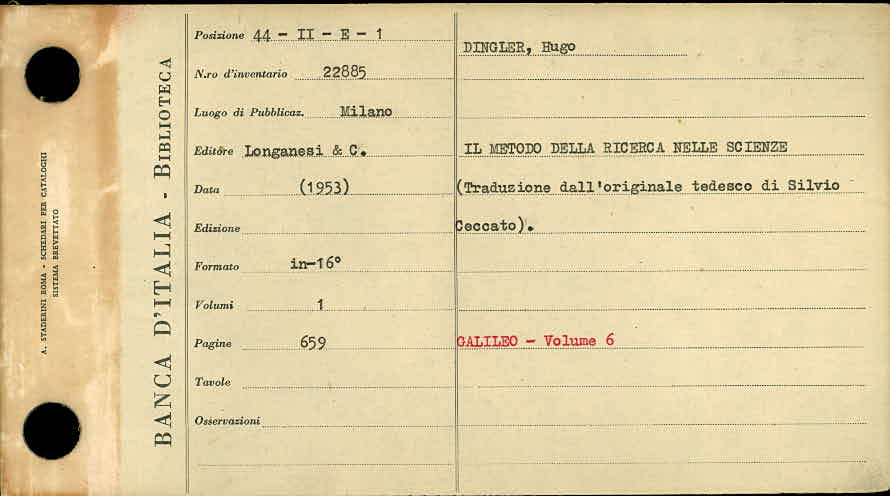 A. STADERINI ROMA - SCHEDARI PER CATALOGHI
SISTEMA BREVETTATO
BANCA D'ITALIA - BIBLIOTECA
Posizione 44 - II - E - 1
N.ro d'inventario 22885
Luogo di Pubblicaz. Milano
Editore Longanesi & C.
Data (1953)
Edizione
Formato in-16°
Volumi 1
Pagine 659
Tavole
Osservazioni
DINGLER, Hugo
IL METODO DELLA RICERCA NELLE SCIENZE
(Traduzione dall'originale tedesco di Silvio
Ceccato).
GALILEO - Volume 6